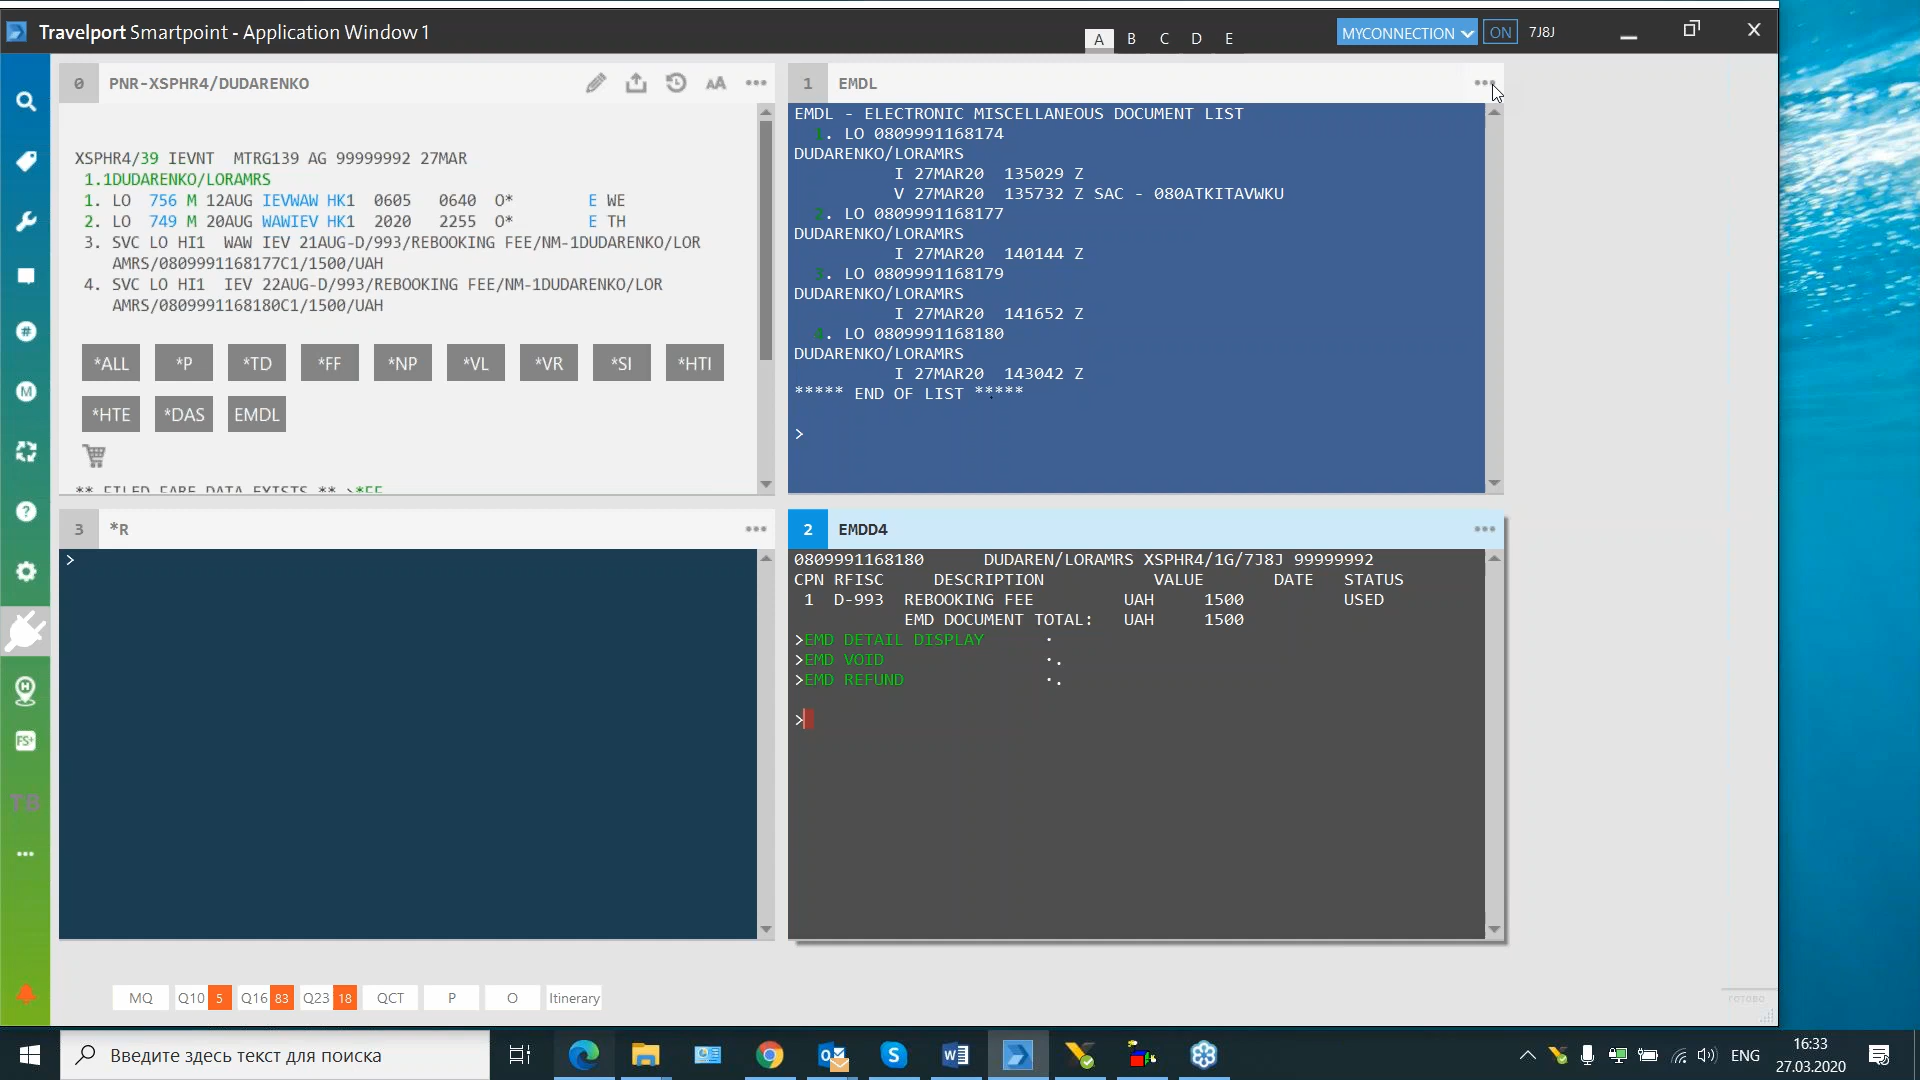 Travelport Smartpoint - Application Window 1
A B C D E
MYCONNECTION ON 7J8J
0 PNR-XSPHR4/DUDARENKO AA
XSPHR4/39 IEVNT MTRG139 AG 99999992 27MAR
1.1DUDARENKO/LORAMRS
1. LO 756 M 12AUG IEVWAW HK1 0605 0640 O* E WE
2. LO 749 M 20AUG WAWIEV HK1 2020 2255 O* E TH
3. SVC LO HI1 WAW IEV 21AUG-D/993/REBOOKING FEE/NM-1DUDARENKO/LOR
AMRS/0809991168177C1/1500/UAH
4. SVC LO HI1 IEV 22AUG-D/993/REBOOKING FEE/NM-1DUDARENKO/LOR
AMRS/0809991168180C1/1500/UAH
*ALL *P *TD *FF *NP *VL *VR *SI *HTI
*HTE *DAS EMDL
** FILED FARE DATA EXISTS ** >*FF
1 EMDL
EMDL - ELECTRONIC MISCELLANEOUS DOCUMENT LIST
1. LO 0809991168174
DUDARENKO/LORAMRS
I 27MAR20 135029 Z
V 27MAR20 135732 Z SAC - 080ATKITAVWKU
2. LO 0809991168177
DUDARENKO/LORAMRS
I 27MAR20 140144 Z
3. LO 0809991168179
DUDARENKO/LORAMRS
I 27MAR20 141652 Z
4. LO 0809991168180
DUDARENKO/LORAMRS
I 27MAR20 143042 Z
***** END OF LIST *****
>
3 *R
>
2 EMDD4
0809991168180 DUDAREN/LORAMRS XSPHR4/1G/7J8J 99999992
CPN RFISC DESCRIPTION VALUE DATE STATUS
1 D-993 REBOOKING FEE UAH 1500 USED
EMD DOCUMENT TOTAL: UAH 1500
>EMD DETAIL DISPLAY ·
>EMD VOID ·.
>EMD REFUND ·.
>
#
M
?
H
FS+
TB
MQ Q10 5 Q16 83 Q23 18 QCT P O Itinerary
готово
Введите здесь текст для поиска
ENG
16:33
27.03.2020